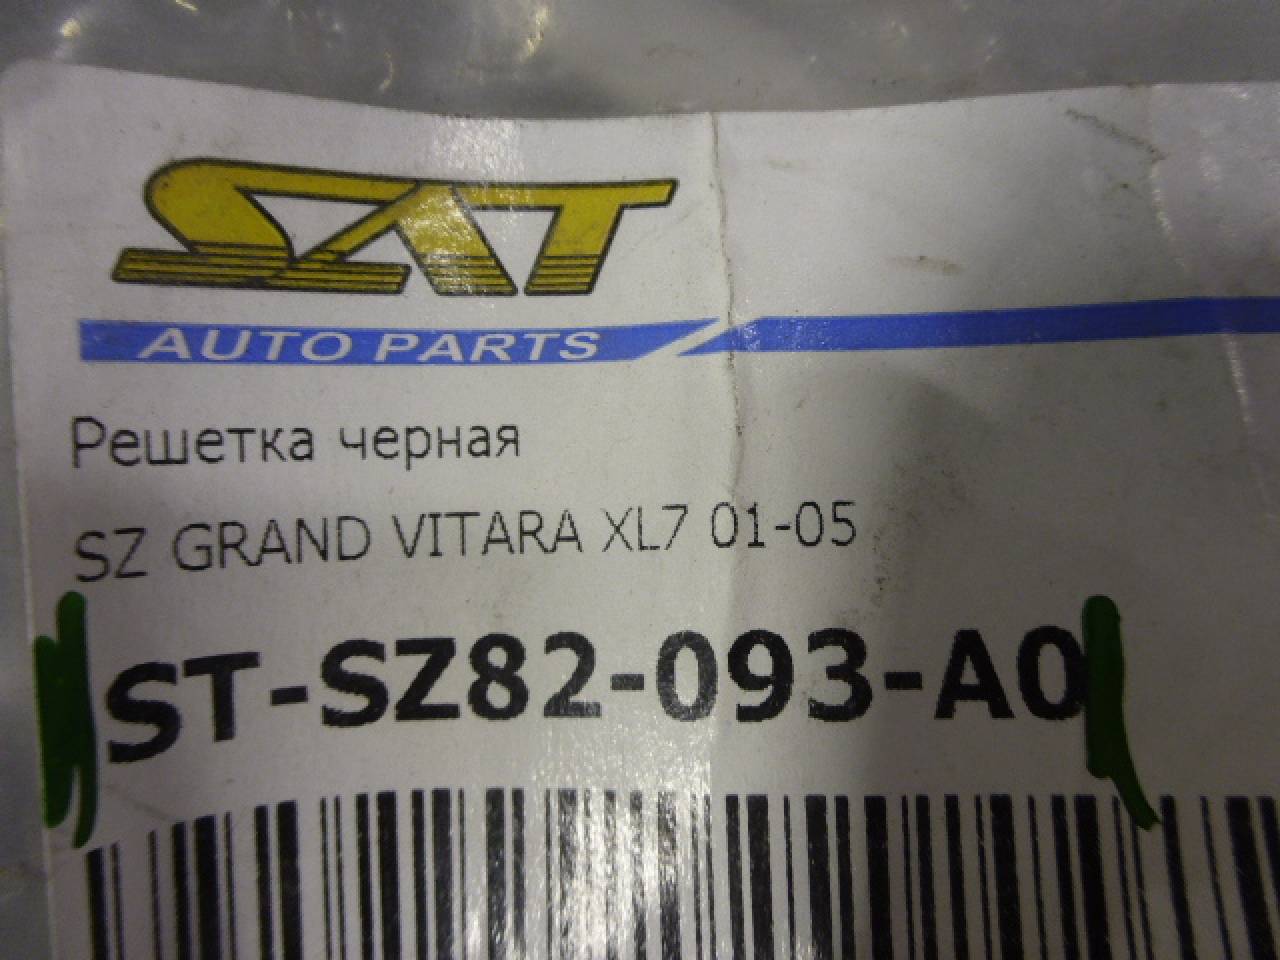 SAT
AUTO PARTS
Решетка черная
SZ GRAND VITARA XL7 01-05
ST-SZ82-093-A0